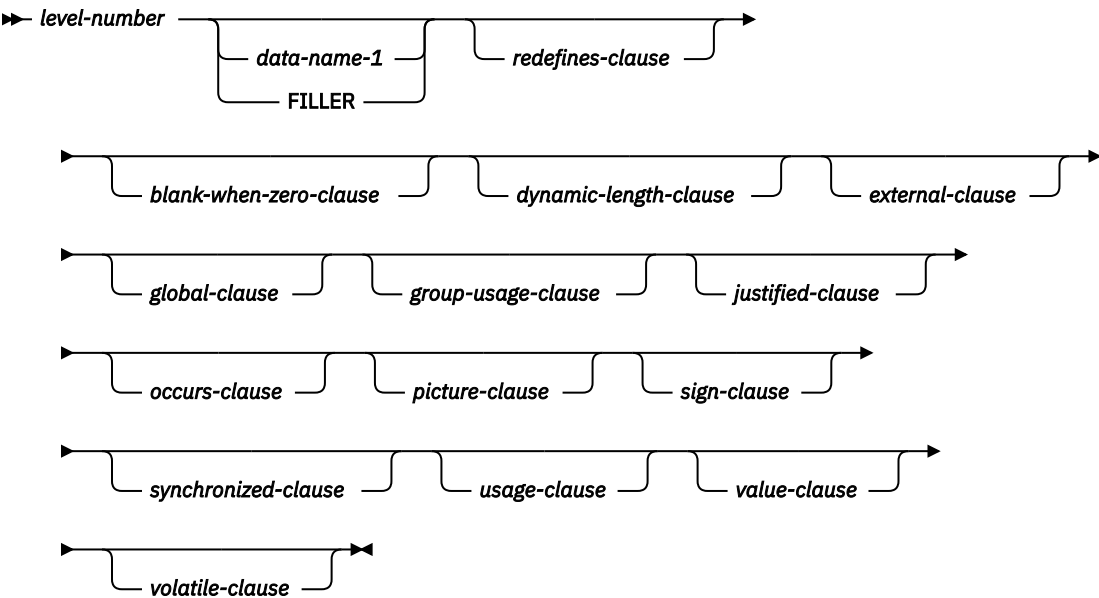 level-number
data-name-1 redefines-clause
FILLER
blank-when-zero-clause dynamic-length-clause external-clause
global-clause group-usage-clause justified-clause
occurs-clause picture-clause sign-clause
synchronized-clause usage-clause value-clause
volatile-clause